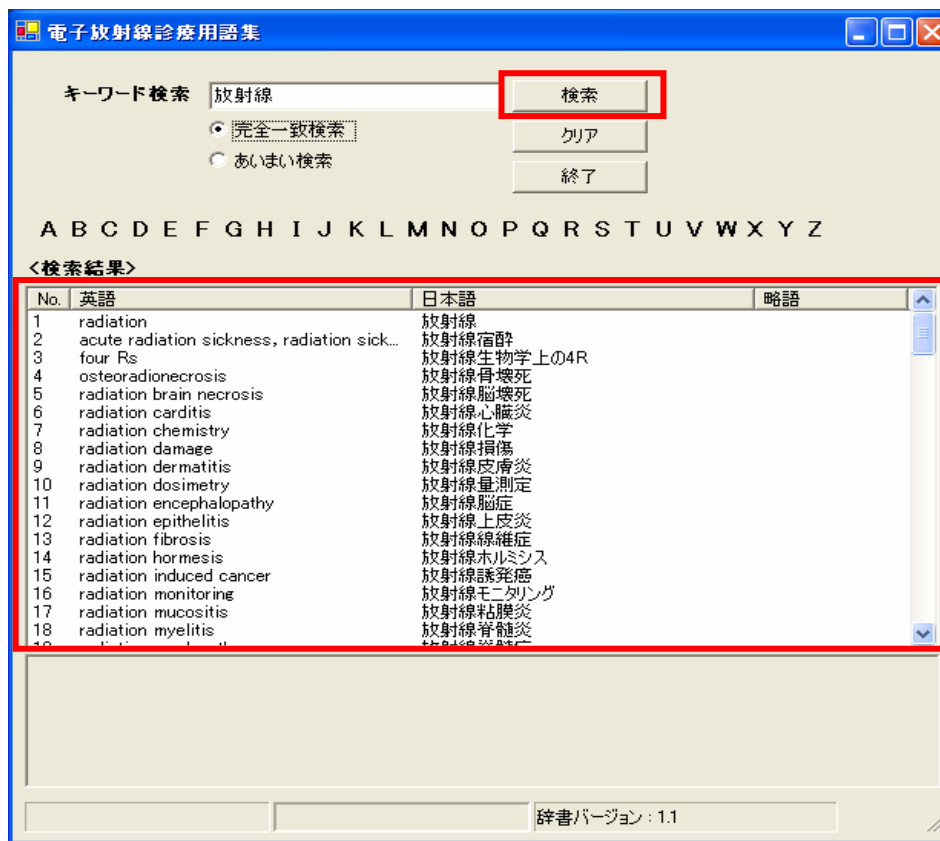 電子放射線診療用語集
キーワード検索 放射線 検索
完全一致検索 クリア
あいまい検索
終了
A B C D E F G H I J K L M N O P Q R S T U V W X Y Z
<検索結果>
No. 英語 日本語 略語
1 radiation 放射線
2 acute radiation sickness, radiation sick... 放射線宿酔
3 four Rs 放射線生物学上の4R
4 osteoradionecrosis 放射線骨壊死
5 radiation brain necrosis 放射線脳壊死
6 radiation carditis 放射線心臓炎
7 radiation chemistry 放射線化学
8 radiation damage 放射線損傷
9 radiation dermatitis 放射線皮膚炎
10 radiation dosimetry 放射線量測定
11 radiation encephalopathy 放射線脳症
12 radiation epithelitis 放射線上皮炎
13 radiation fibrosis 放射線線維症
14 radiation hormesis 放射線ホルミシス
15 radiation induced cancer 放射線誘発癌
16 radiation monitoring 放射線モニタリング
17 radiation mucositis 放射線粘膜炎
18 radiation myelitis 放射線脊髄炎
辞書バージョン : 1.1